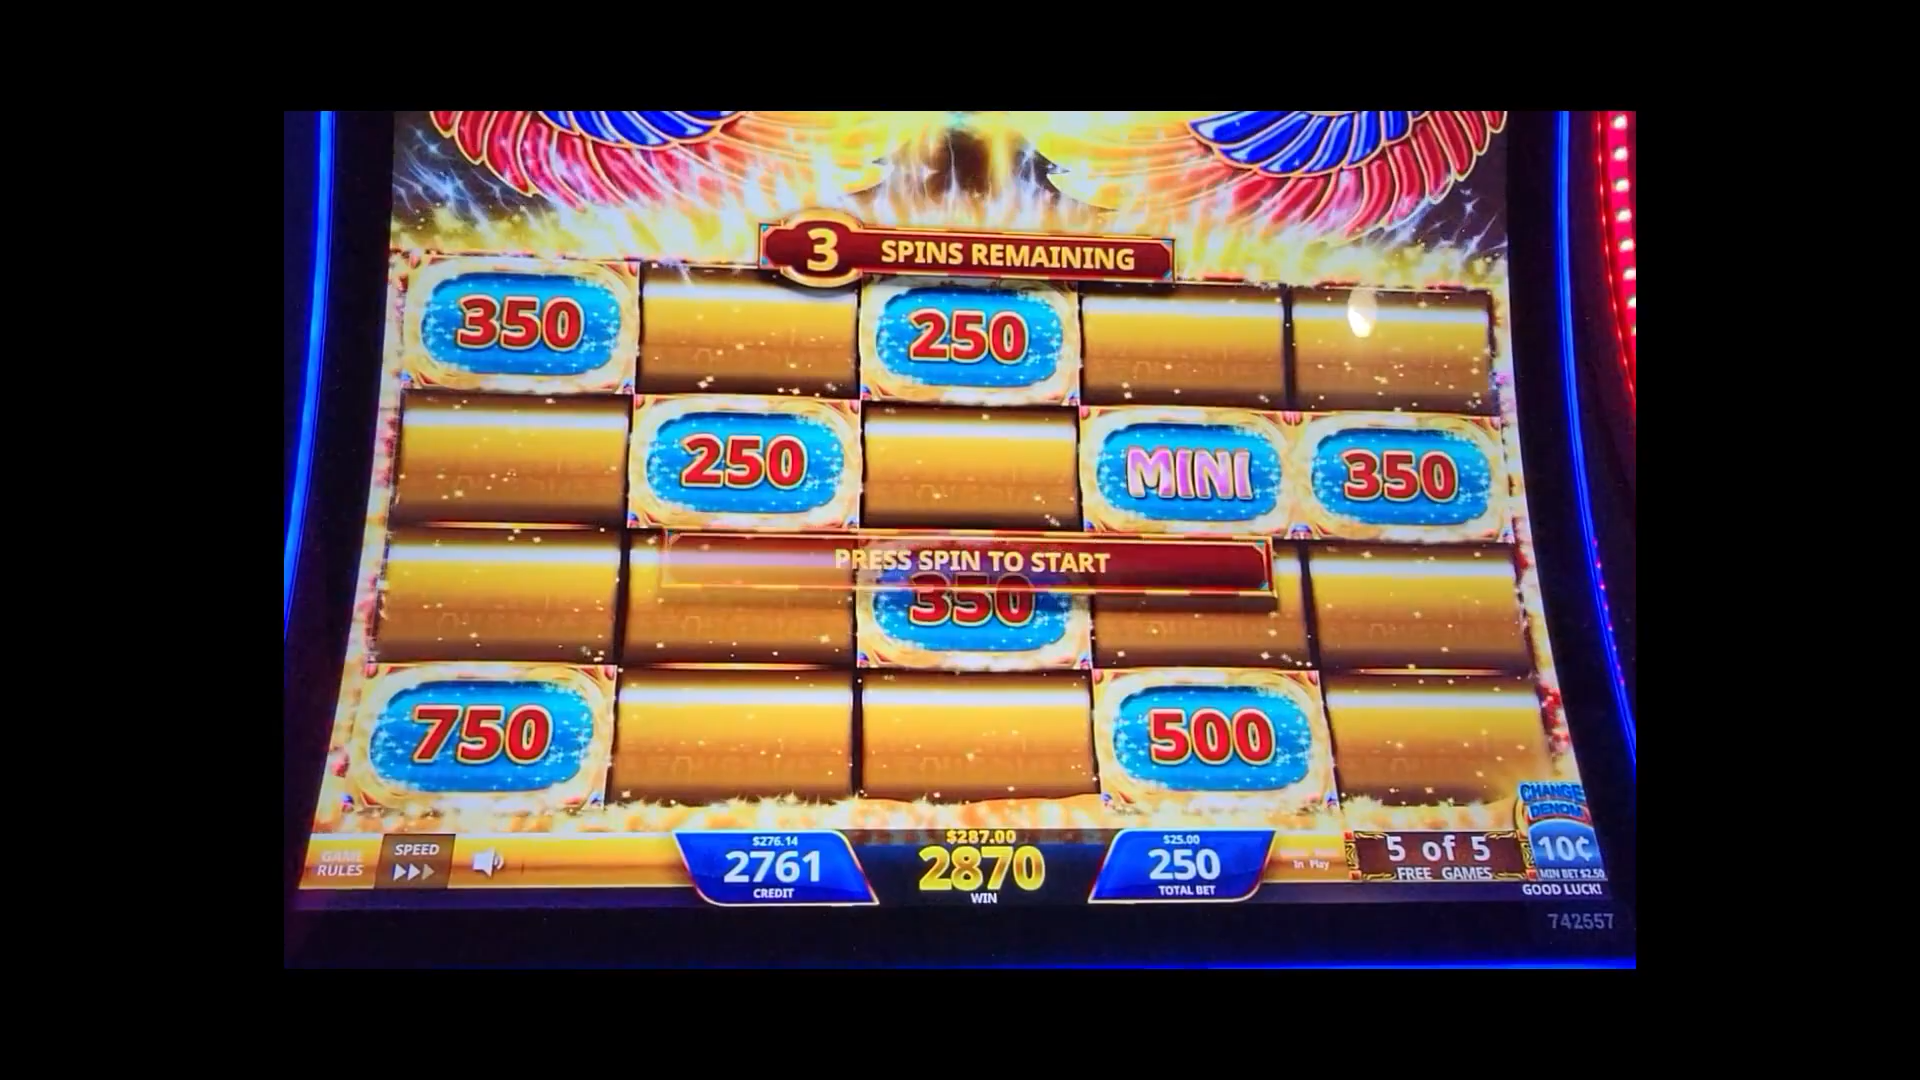 3 SPINS REMAINING
350
250
250
MINI
350
PRESS SPIN TO START
350
750
500
GAME
RULES
SPEED
$276.14
2761
CREDIT
$287.00
2870
WIN
$25.00
250
TOTAL BET
In Play
5 of 5
FREE GAMES
CHANGE
DENOM
10¢
MIN BET $2.50
GOOD LUCK!
742557